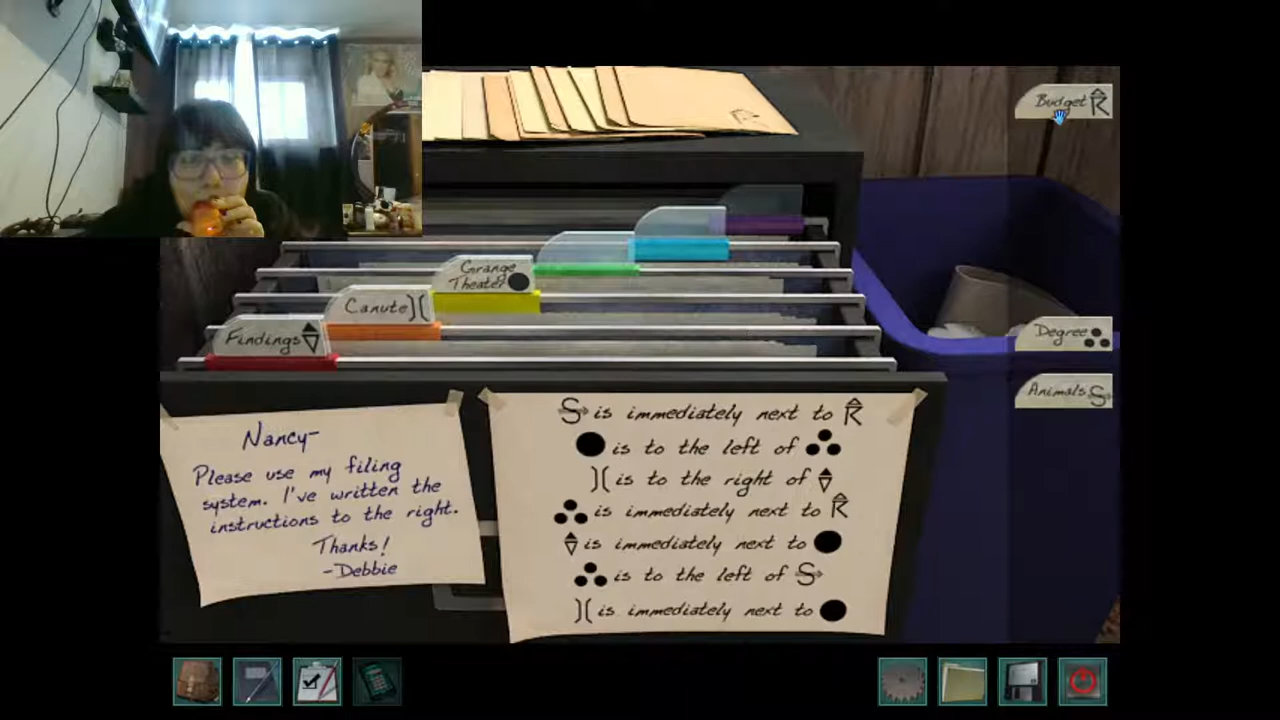 Budget
Grange
Theater
Canute
Findings
Degree
Animals
Nancy-
Please use my filing
system. I've written the
instructions to the right.
Thanks!
-Debbie
is immediately next to
is to the left of
is to the right of
is immediately next to
is immediately next to
is to the left of
is immediately next to